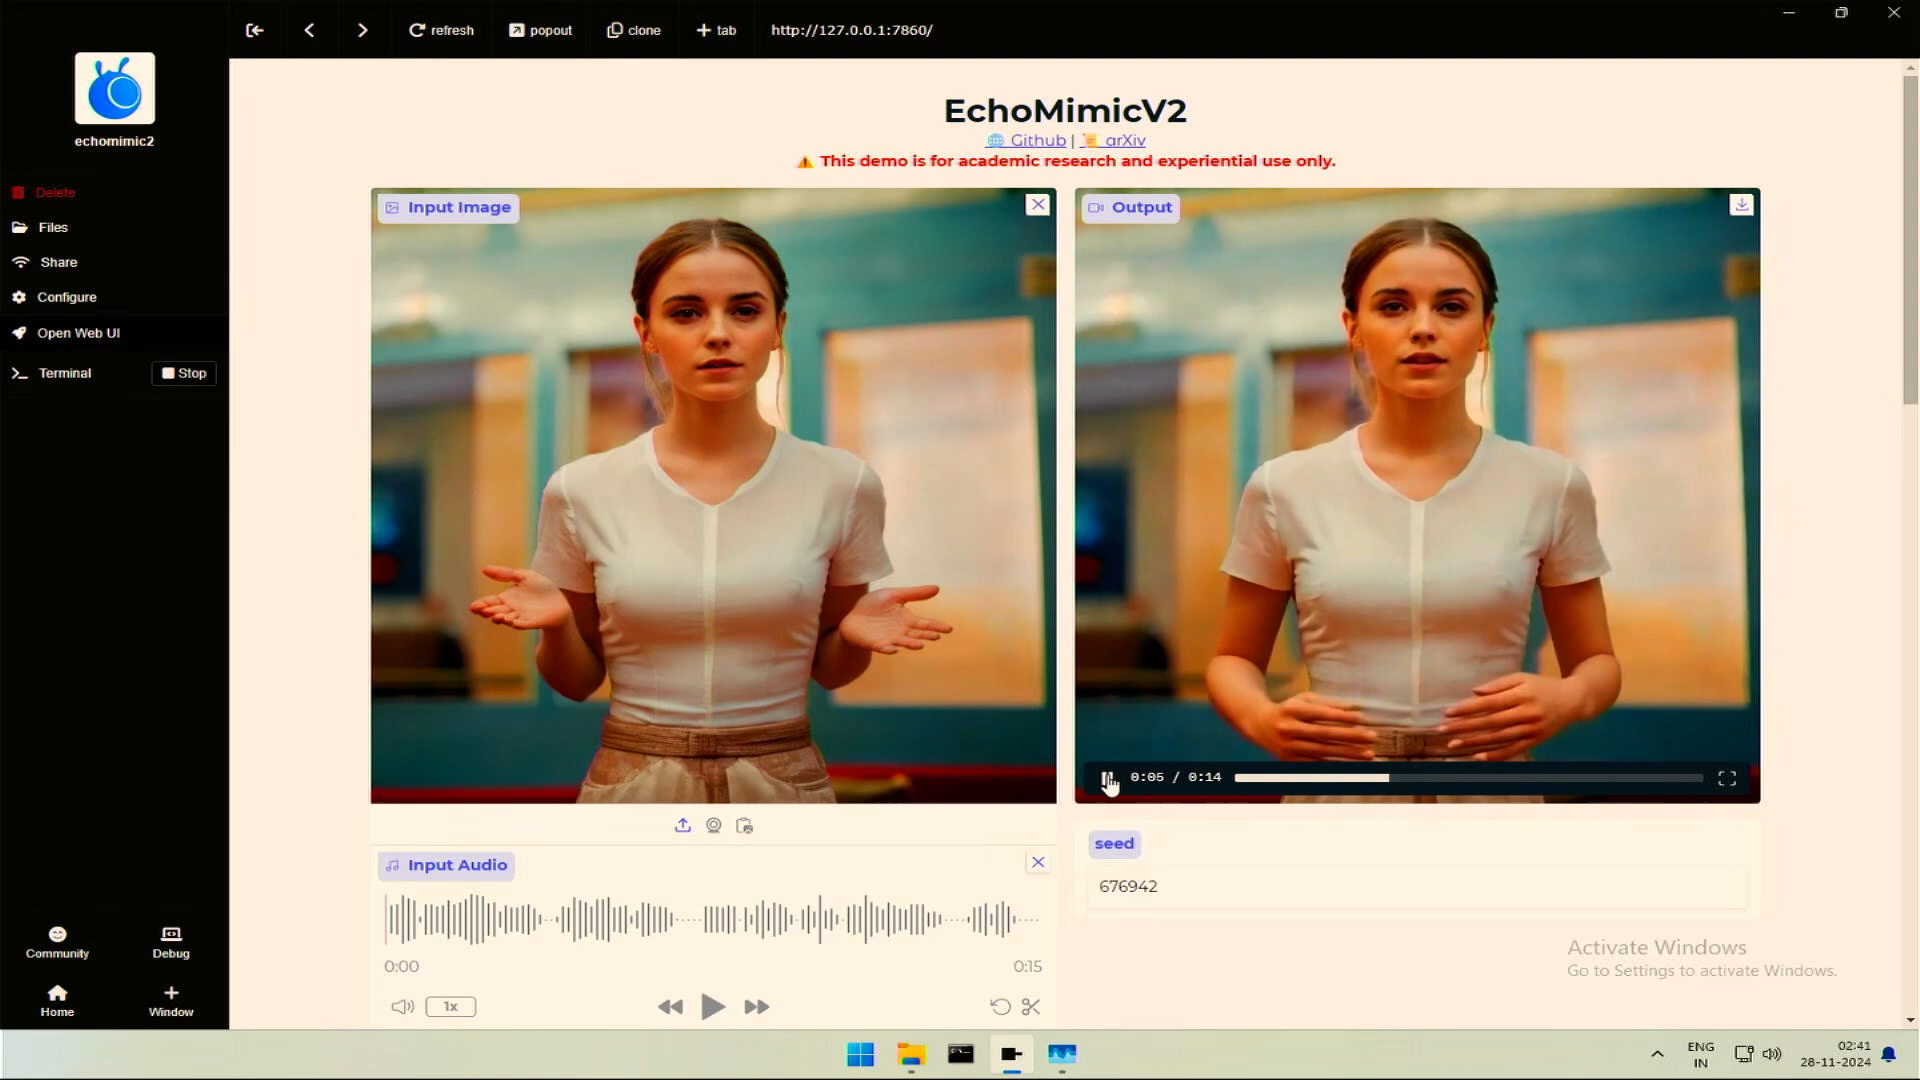 refresh
popout
clone
tab
http://127.0.0.1:7860/
echomimic2
Delete
Files
Share
Configure
Open Web UI
Terminal
Stop
Community
Debug
Home
Window
EchoMimicV2
Github | arXiv
This demo is for academic research and experiential use only.
Input Image
Output
0:05 / 0:14
Input Audio
0:00
0:15
1x
seed
676942
Activate Windows
Go to Settings to activate Windows.
ENG
IN
02:41
28-11-2024